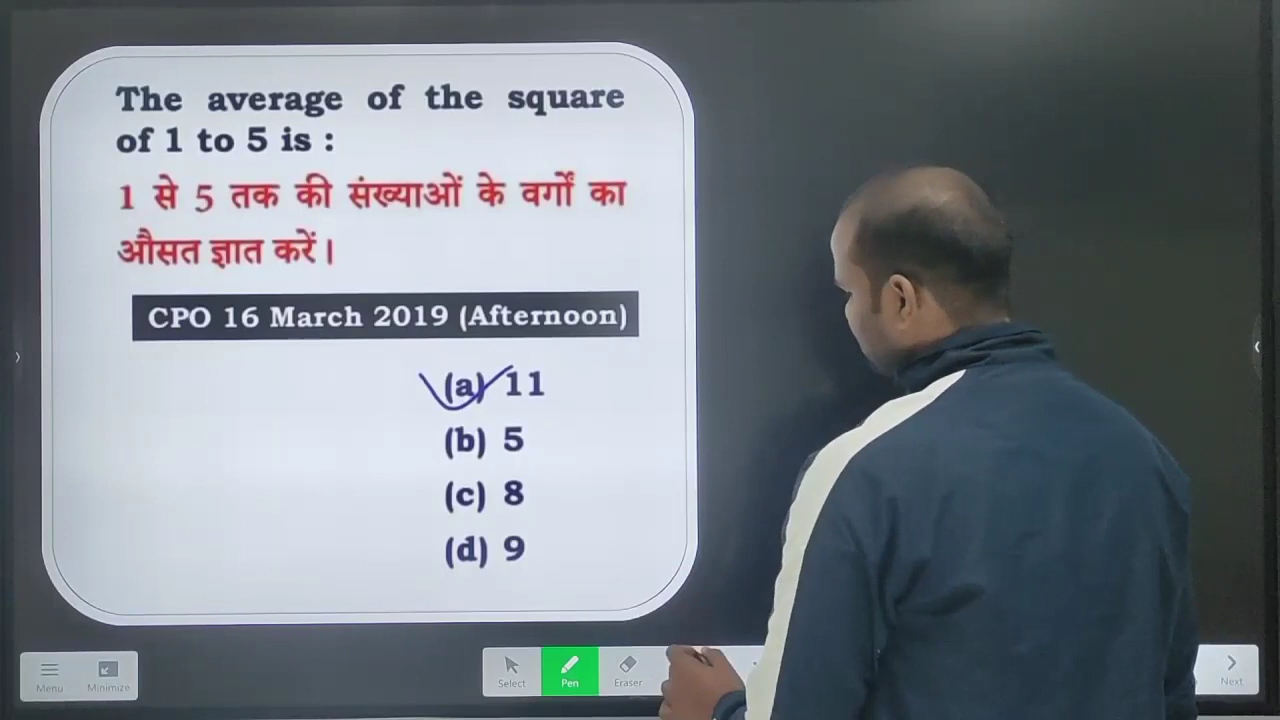 The average of the square
of 1 to 5 is :
1 से 5 तक की संख्याओं के वर्गों का
औसत ज्ञात करें।
CPO 16 March 2019 (Afternoon)
(a) 11
(b) 5
(c) 8
(d) 9
Menu
Minimize
Select
Pen
Eraser
Next